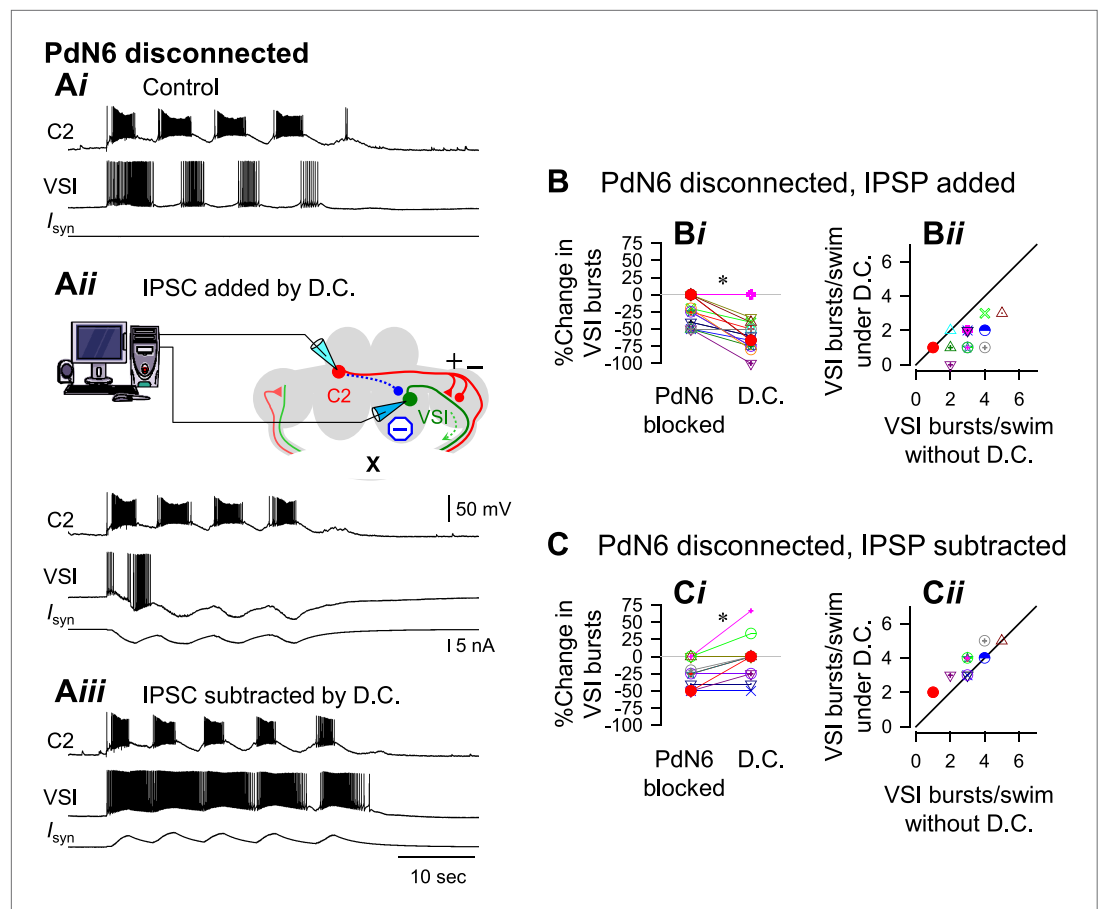 PdN6 disconnected
Ai Control
C2
VSI
Isyn
Aii IPSC added by D.C.
C2
VSI
+
−
−
X
C2
50 mV
VSI
Isyn
5 nA
Aiii IPSC subtracted by D.C.
C2
VSI
Isyn
10 sec
B PdN6 disconnected, IPSP added
Bi
%Change in
VSI bursts
75
50
25
0
-25
-50
-75
-100
*
PdN6
blocked
D.C.
Bii
VSI bursts/swim
under D.C.
6
4
2
0
0 2 4 6
VSI bursts/swim
without D.C.
C PdN6 disconnected, IPSP subtracted
Ci
%Change in
VSI bursts
75
50
25
0
-25
-50
-75
-100
*
PdN6
blocked
D.C.
Cii
VSI bursts/swim
under D.C.
6
4
2
0
0 2 4 6
VSI bursts/swim
without D.C.